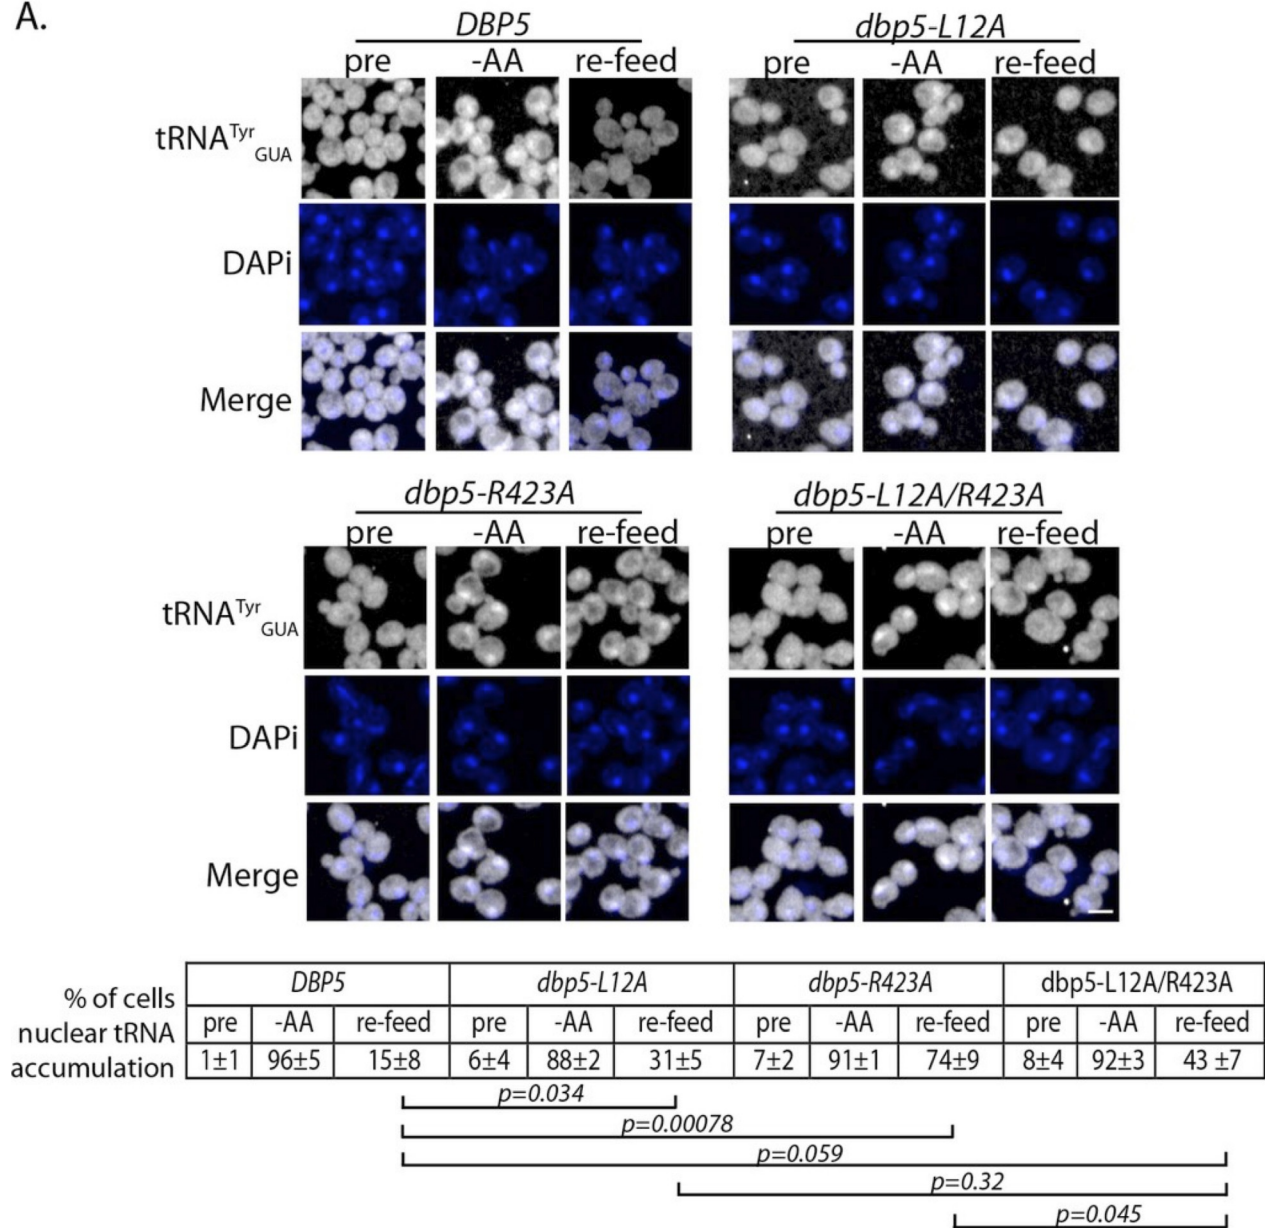 A.
DBP5 dbp5-L12A
pre -AA re-feed pre -AA re-feed
tRNA^Tyr_GUA
DAPi
Merge
dbp5-R423A dbp5-L12A/R423A
pre -AA re-feed pre -AA re-feed
tRNA^Tyr_GUA
DAPi
Merge
% of cells nuclear tRNA accumulation
DBP5 dbp5-L12A dbp5-R423A dbp5-L12A/R423A
pre -AA re-feed pre -AA re-feed pre -AA re-feed pre -AA re-feed
1±1 96±5 15±8 6±4 88±2 31±5 7±2 91±1 74±9 8±4 92±3 43 ±7
p=0.034
p=0.00078
p=0.059
p=0.32
p=0.045